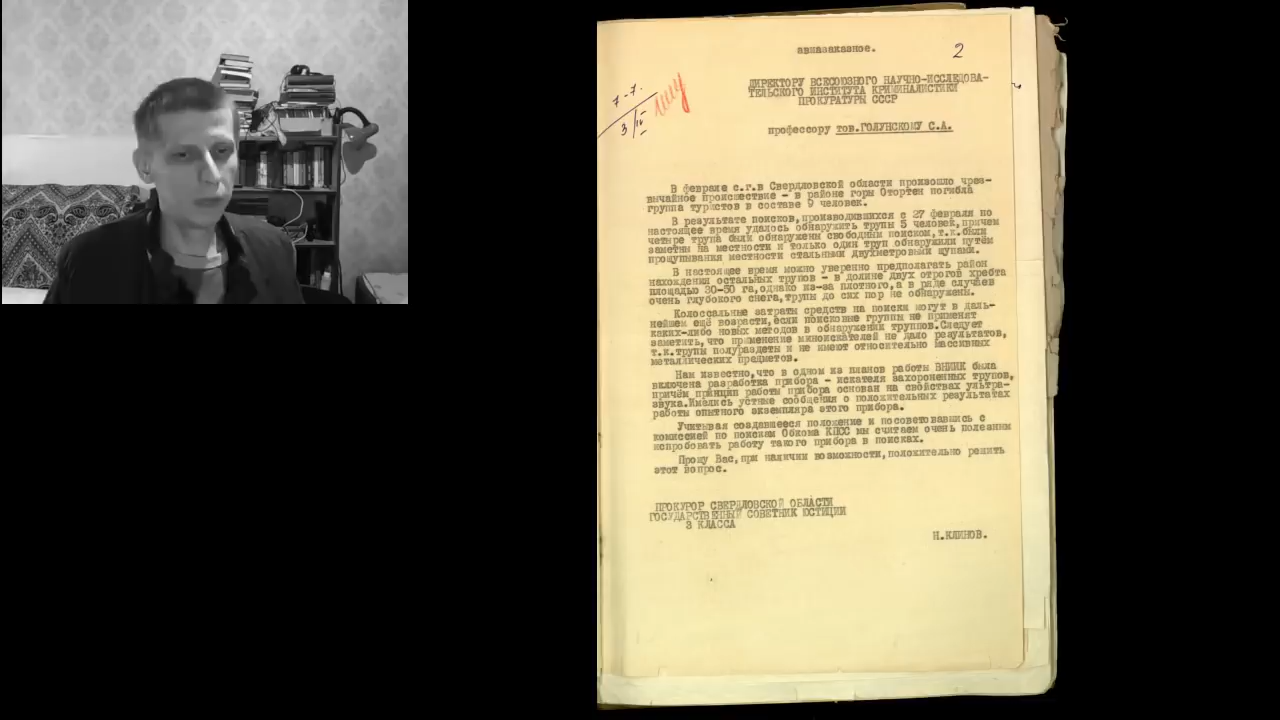 авиазаказное.
2
ДИРЕКТОРУ ВСЕСОЮЗНОГО НАУЧНО-ИССЛЕДОВА-
ТЕЛЬСКОГО ИНСТИТУТА КРИМИНАЛИСТИКИ
ПРОКУРАТУРЫ СССР
7-7.
3/IV
профессору тов.ГОЛУНСКОМУ С.А.
В феврале с.г.в Свердловской области произошло чрез-
вычайное происшествие - в районе горы Отортен погибла
группа туристов в составе 9 человек.
В результате поисков,производившихся с 27 февраля по
настоящее время удалось обнаружить трупы 5 человек,причем
четыре трупа были обнаружены свободным поиском,т.к.были
заметны на местности и только один труп обнаружили путём
прощупывания местности стальными двухметровыми щупами.
В настоящее время можно уверенно предполагать район
нахождения остальных трупов - в долине двух отрогов хребта
площадью 30-50 га,однако из-за плотного,а в ряде случаев
очень глубокого снега,трупы до сих пор не обнаружены.
Колоссальные затраты средств на поиски могут в даль-
нейшем ещё возрасти,если поисковые группы не применят
каких-либо новых методов в обнаружении труппов.Следует
заметить,что применение миноискателей не дало результатов,
т.к.трупы полураздеты и не имеют относительно массивных
металлических предметов.
Нам известно,что в одном из планов работы ВНИИК была
включена разработка прибора - искателя захороненных трупов,
причём принцип работы прибора основан на свойствах ультра-
звука.Имелись устные сообщения о положительных результатах
работы опытного экземпляра этого прибора.
Учитывая создавшееся положение и посоветовавшись с
комиссией по поискам Обкома КПСС мы считаем очень полезным
испробовать работу такого прибора в поисках.
Прошу Вас,при наличии возможности,положительно решить
этот вопрос.
ПРОКУРОР СВЕРДЛОВСКОЙ ОБЛАСТИ
ГОСУДАРСТВЕННЫЙ СОВЕТНИК ЮСТИЦИИ
3 КЛАССА
Н.КЛИНОВ.